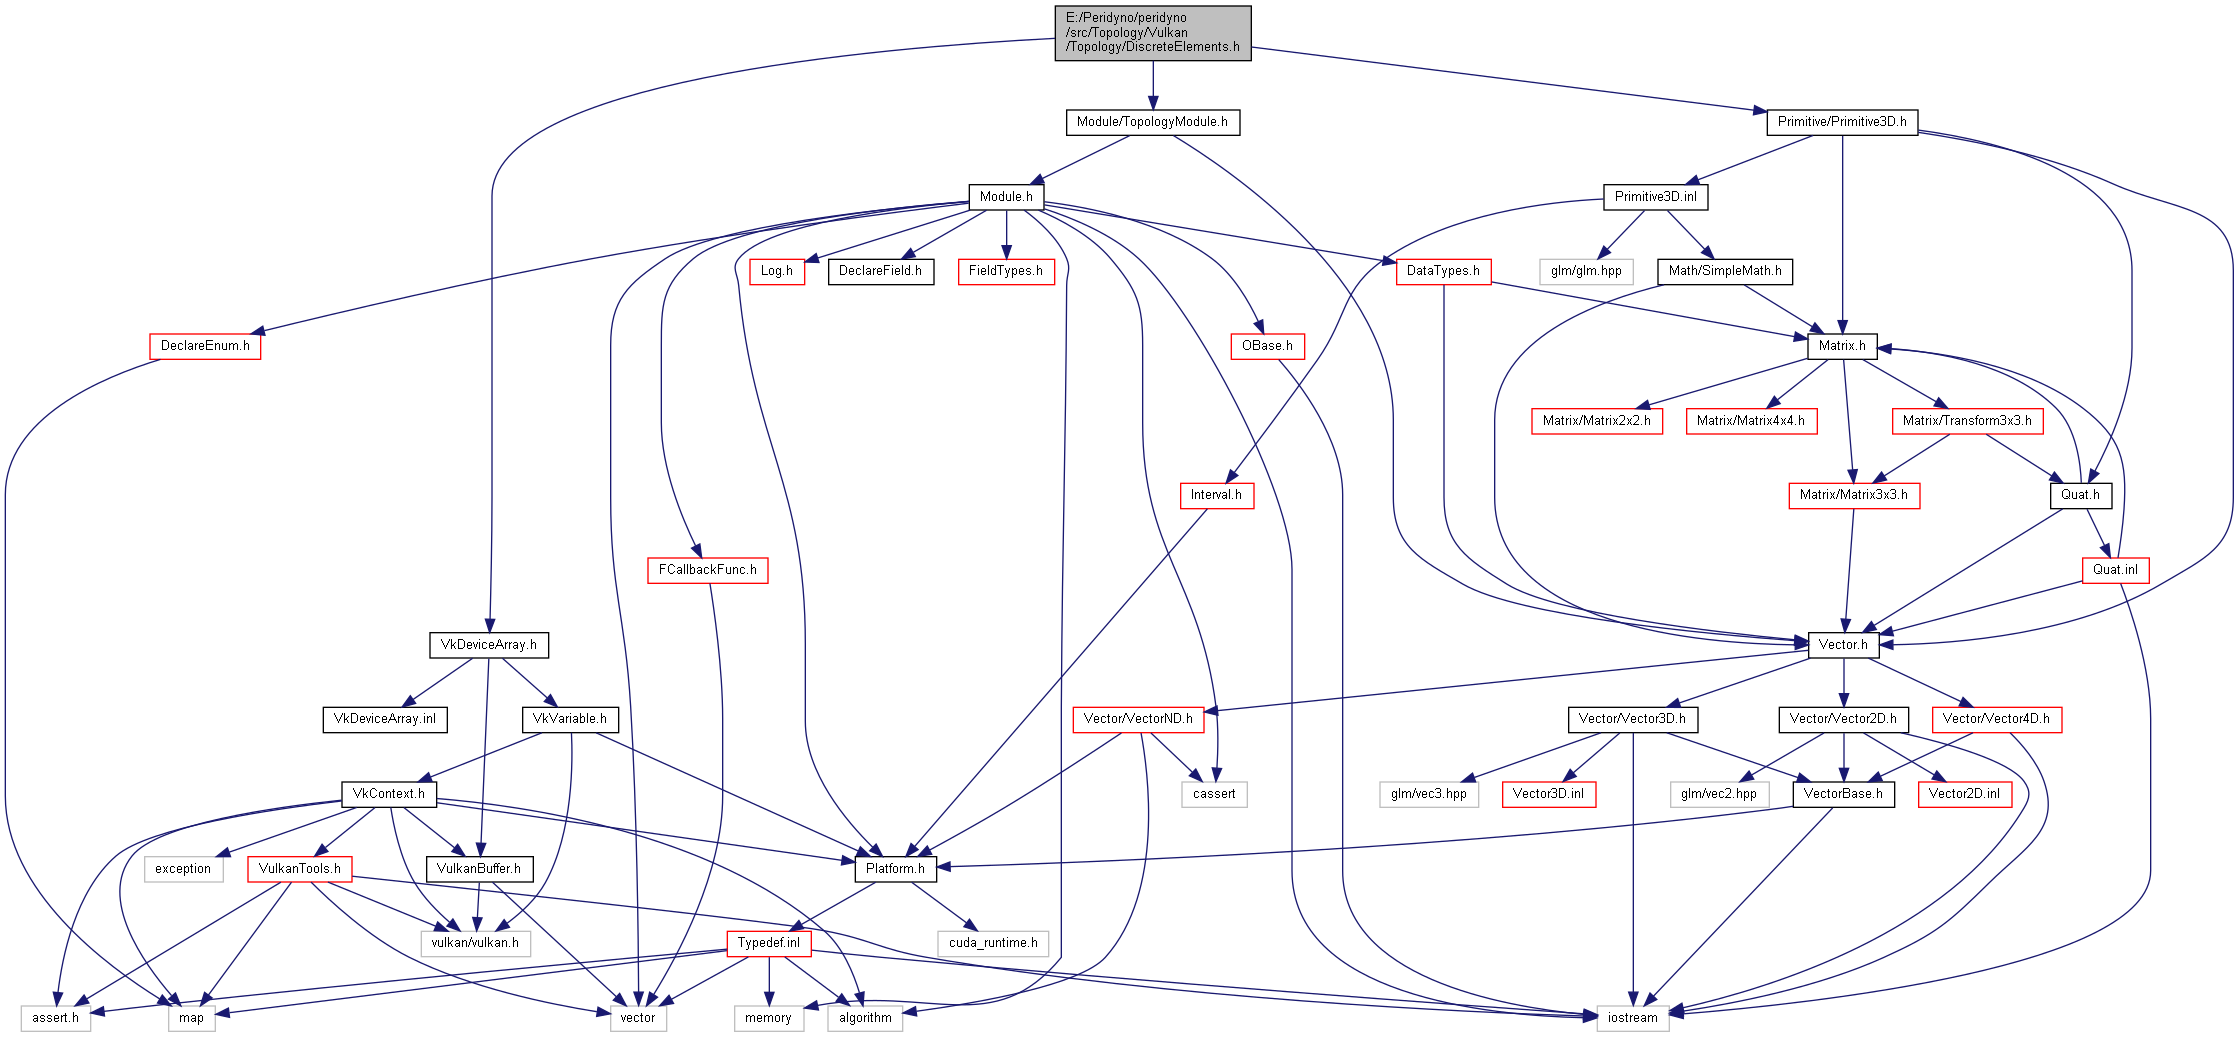 E:/Peridyno/peridyno
/src/Topology/Vulkan
/Topology/DiscreteElements.h
Module/TopologyModule.h
Primitive/Primitive3D.h
Module.h
Primitive3D.inl
Log.h
DeclareField.h
FieldTypes.h
DataTypes.h
glm/glm.hpp
Math/SimpleMath.h
DeclareEnum.h
OBase.h
Matrix.h
Matrix/Matrix2x2.h
Matrix/Matrix4x4.h
Matrix/Transform3x3.h
Interval.h
Matrix/Matrix3x3.h
Quat.h
FCallbackFunc.h
Quat.inl
VkDeviceArray.h
Vector.h
VkDeviceArray.inl
VkVariable.h
Vector/VectorND.h
Vector/Vector3D.h
Vector/Vector2D.h
Vector/Vector4D.h
VkContext.h
cassert
glm/vec3.hpp
Vector3D.inl
glm/vec2.hpp
VectorBase.h
Vector2D.inl
exception
VulkanTools.h
VulkanBuffer.h
Platform.h
vulkan/vulkan.h
Typedef.inl
cuda_runtime.h
assert.h
map
vector
memory
algorithm
iostream